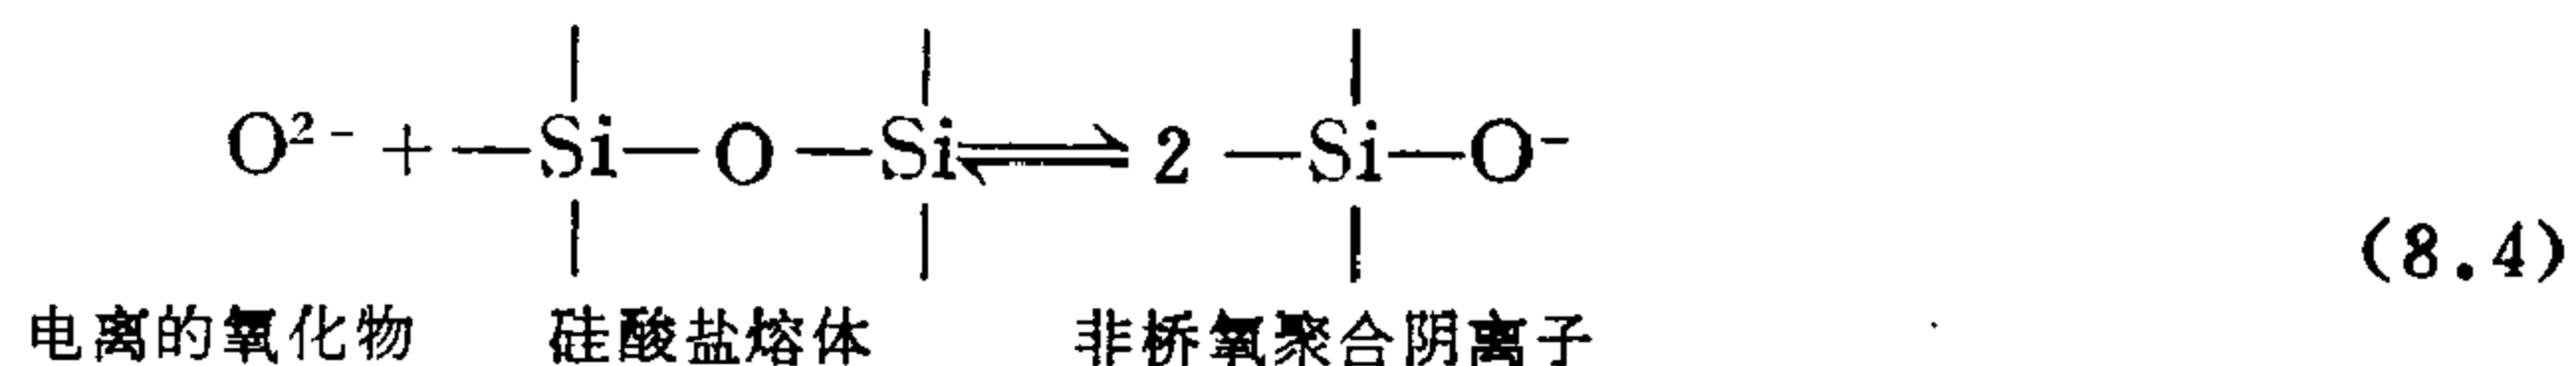 O²⁻ + —Si—O—Si ⇌ 2 —Si—O⁻
(8.4)
电离的氧化物 硅酸盐熔体 非桥氧聚合阴离子